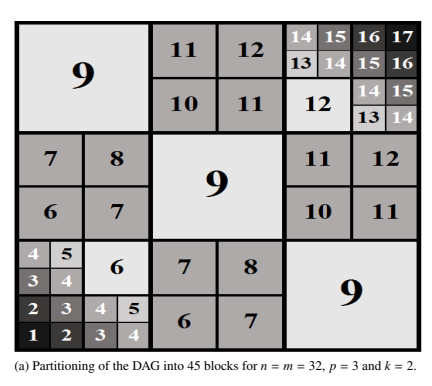 14 15 16 17
9 11 12 13 14 15 16
10 11 12 14 15
13 14
7 8 9 11 12
6 7 10 11
4 5 6 7 8 9
3 4
2 3 4 5 6 7
1 2 3 4
(a) Partitioning of the DAG into 45 blocks for n = m = 32, p = 3 and k = 2.